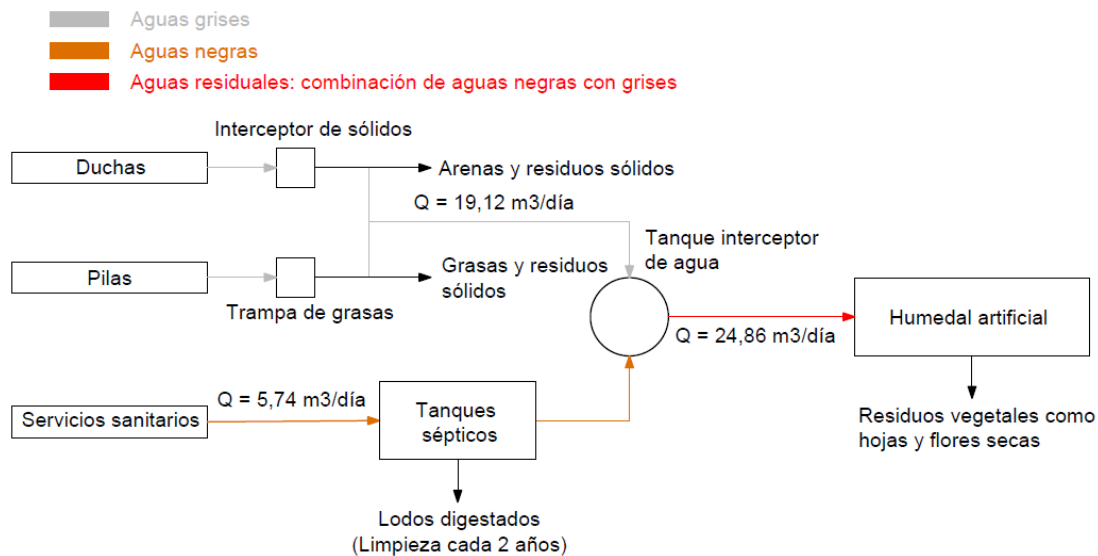 Aguas grises
Aguas negras
Aguas residuales: combinación de aguas negras con grises
Interceptor de sólidos
Duchas
Arenas y residuos sólidos
Q = 19,12 m3/día
Tanque interceptor
de agua
Pilas
Grasas y residuos
sólidos
Trampa de grasas
Q = 24,86 m3/día
Humedal artificial
Q = 5,74 m3/día
Servicios sanitarios
Tanques
sépticos
Residuos vegetales como
hojas y flores secas
Lodos digestados
(Limpieza cada 2 años)